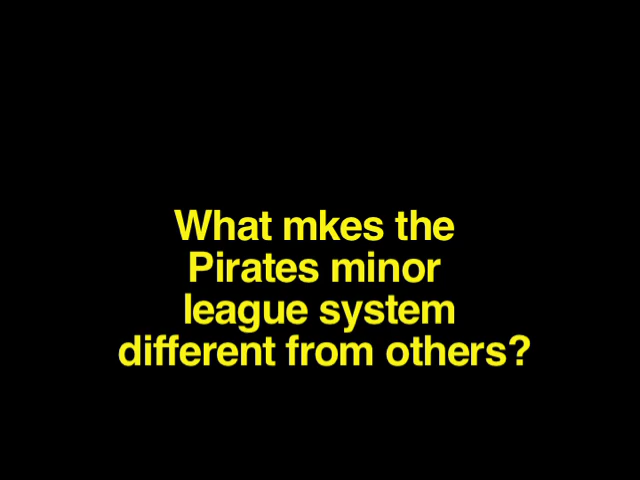 What mkes the
Pirates minor
league system
different from others?